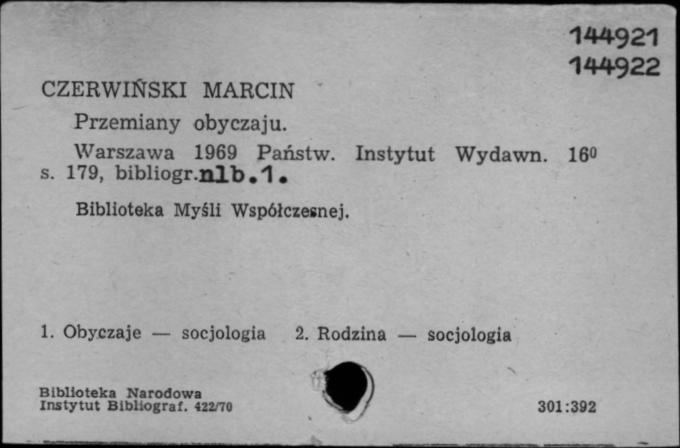 144921
144922
CZERWIŃSKI MARCIN
Przemiany obyczaju.
Warszawa 1969 Państw. Instytut Wydawn. 16⁰
s. 179, bibliogr. nlb.1.
Biblioteka Myśli Współczesnej.
1. Obyczaje — socjologia 2. Rodzina — socjologia
Biblioteka Narodowa
Instytut Bibliograf. 422/70
301:392